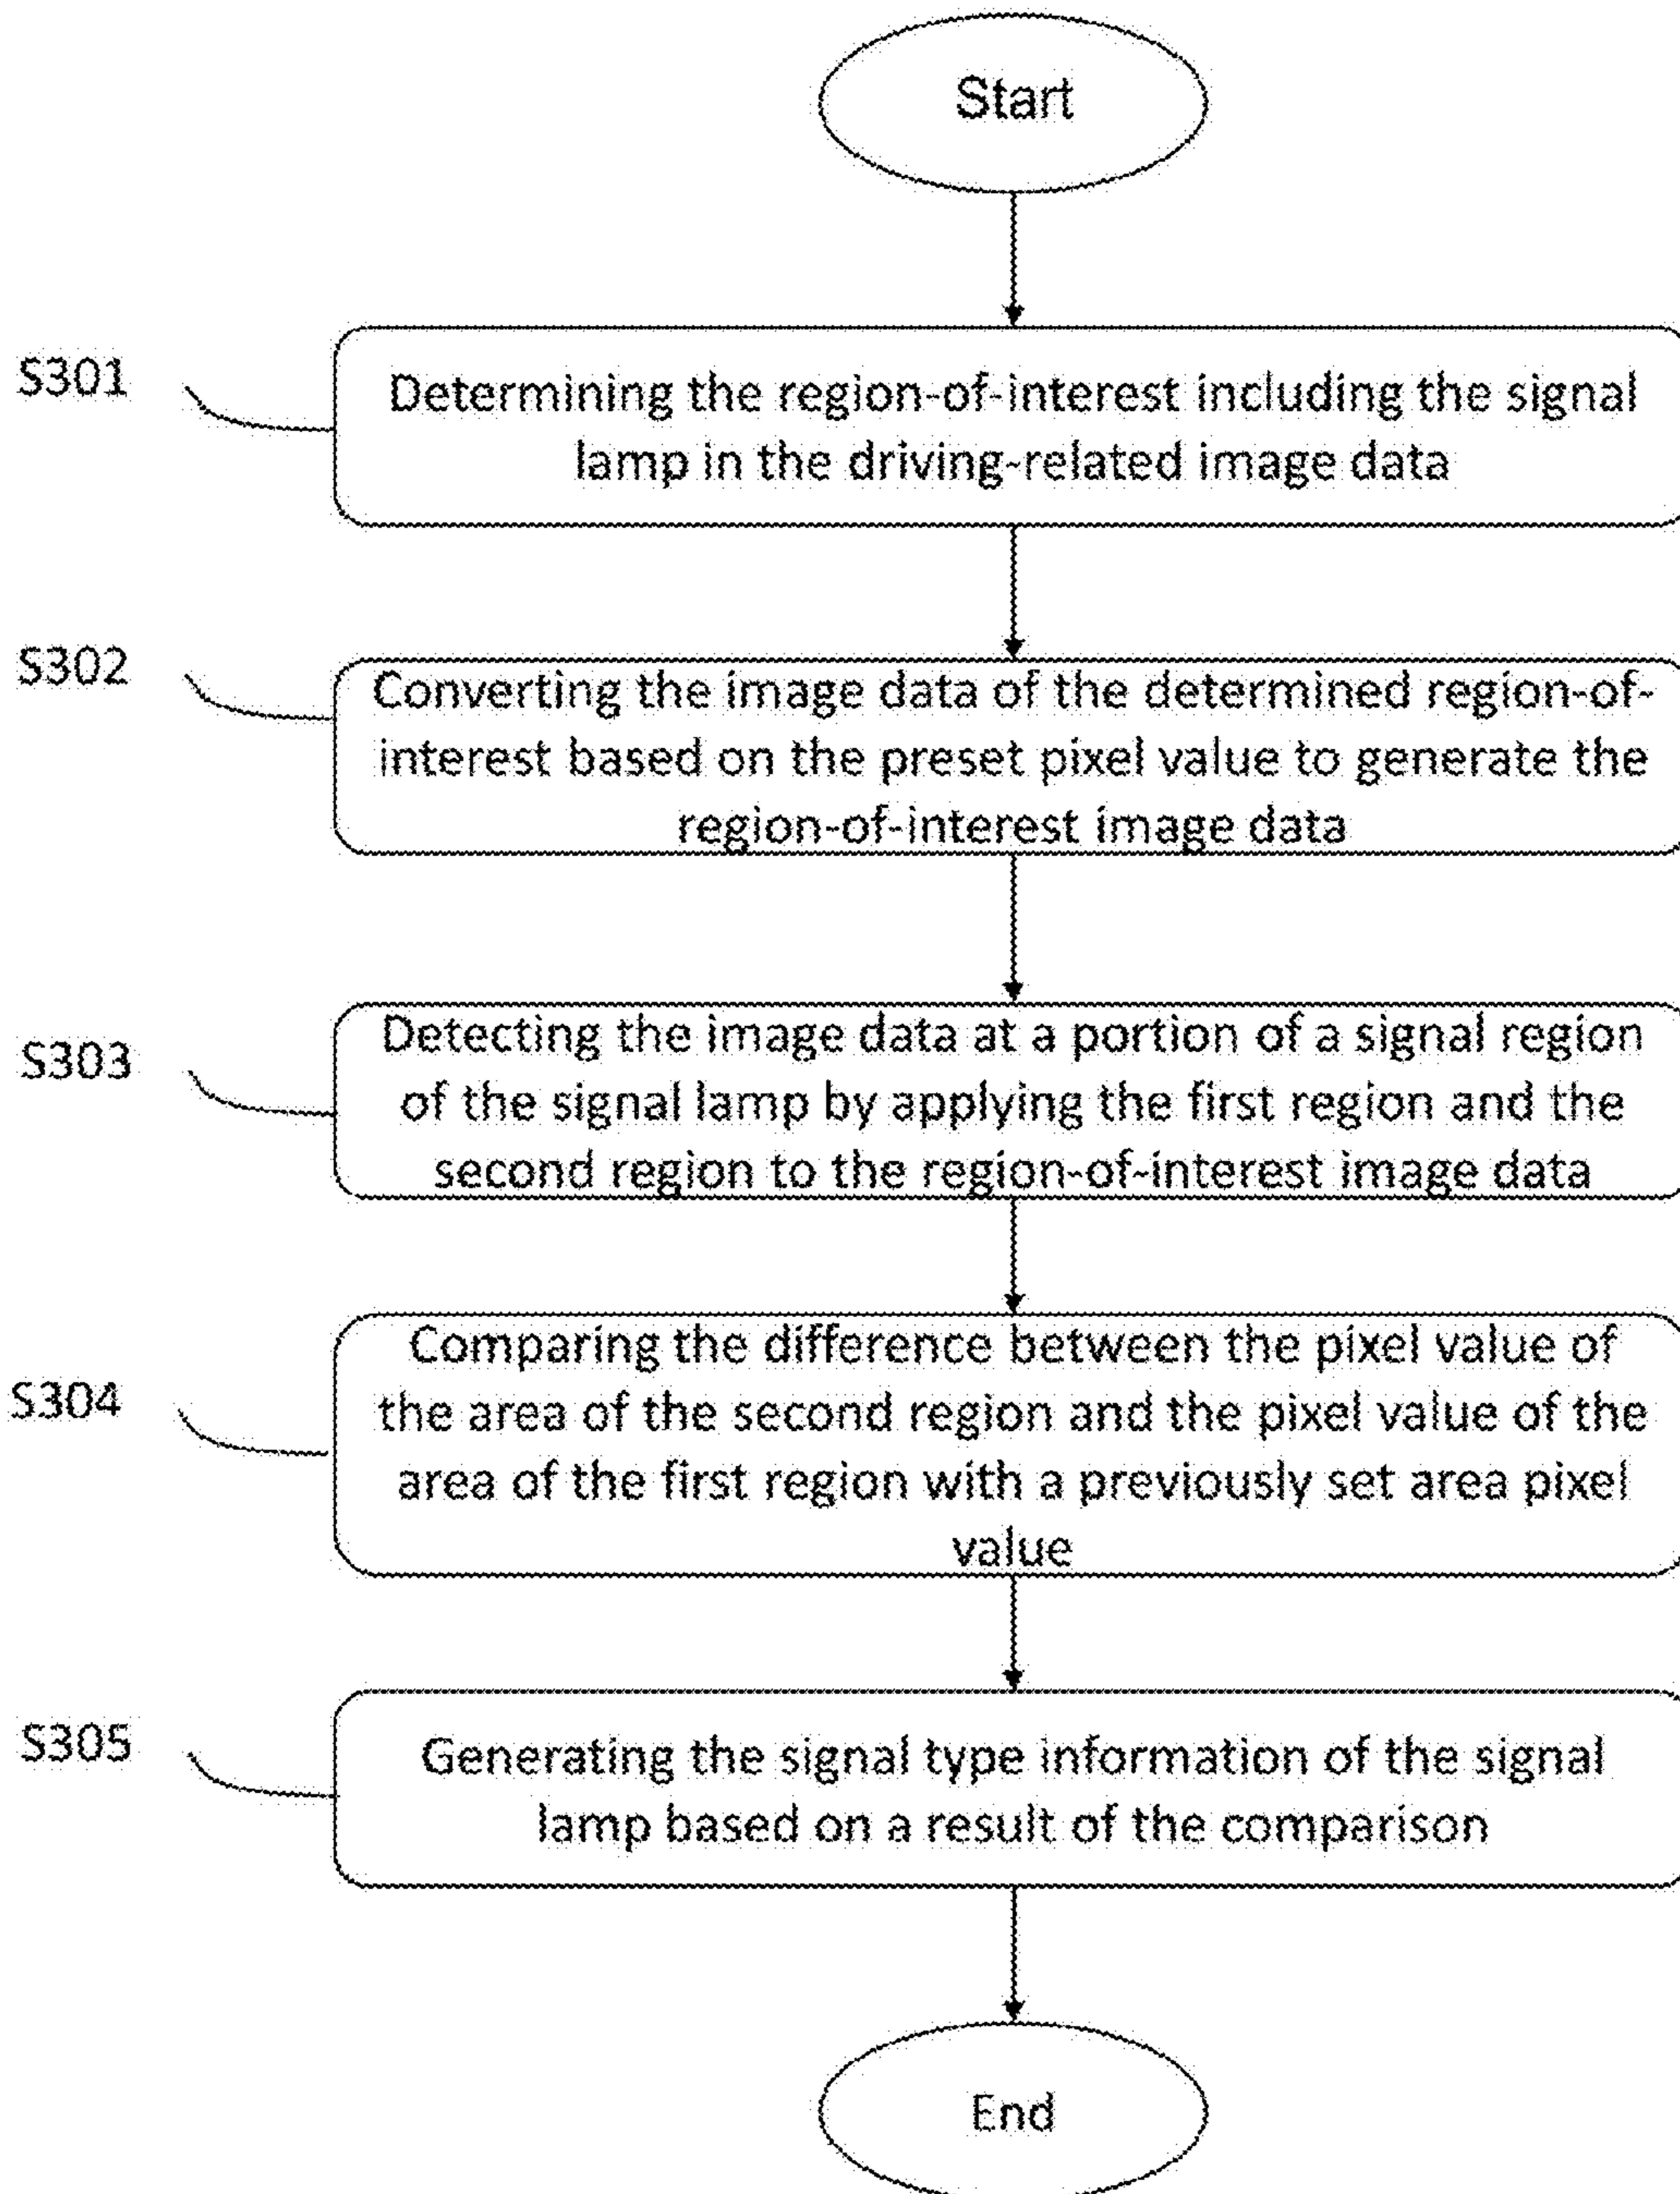 Start
S301
Determining the region-of-interest including the signal
lamp in the driving-related image data
S302
Converting the image data of the determined region-of-
interest based on the preset pixel value to generate the
region-of-interest image data
S303
Detecting the image data at a portion of a signal region
of the signal lamp by applying the first region and the
second region to the region-of-interest image data
S304
Comparing the difference between the pixel value of
the area of the second region and the pixel value of the
area of the first region with a previously set area pixel
value
S305
Generating the signal type information of the signal
lamp based on a result of the comparison
End